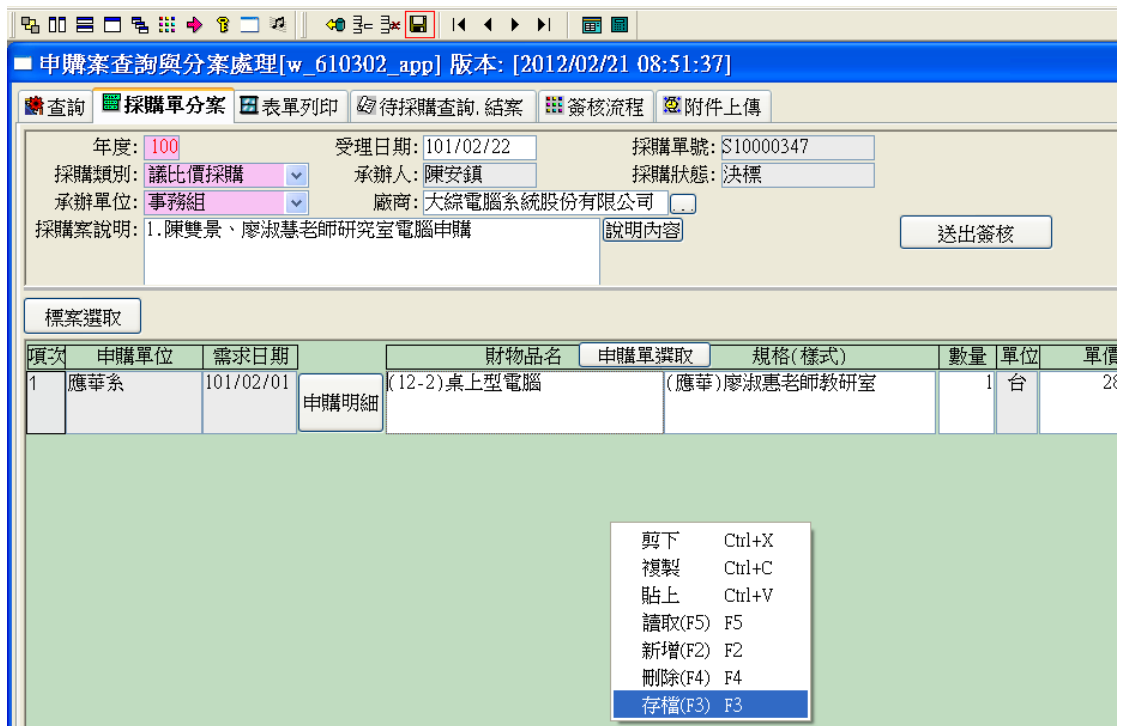 申購案查詢與分案處理[w_610302_app] 版本: [2012/02/21 08:51:37]
查詢 採購單分案 表單列印 待採購查詢,結案 簽核流程 附件上傳
年度: 100 受理日期: 101/02/22 採購單號: S10000347
採購類別: 議比價採購 承辦人: 陳安鎮 採購狀態: 決標
承辦單位: 事務組 廠商: 大綜電腦系統股份有限公司 ...
採購案說明: 1.陳雙景、廖淑慧老師研究室電腦申購 說明內容 送出簽核
標案選取
項次 申購單位 需求日期 財物品名 申購單選取 規格(樣式) 數量 單位 單價
1 應華系 101/02/01 申購明細 (12-2)桌上型電腦 (應華)廖淑惠老師教研室 1 台 28
剪下 Ctrl+X
複製 Ctrl+C
貼上 Ctrl+V
讀取(F5) F5
新增(F2) F2
刪除(F4) F4
存檔(F3) F3